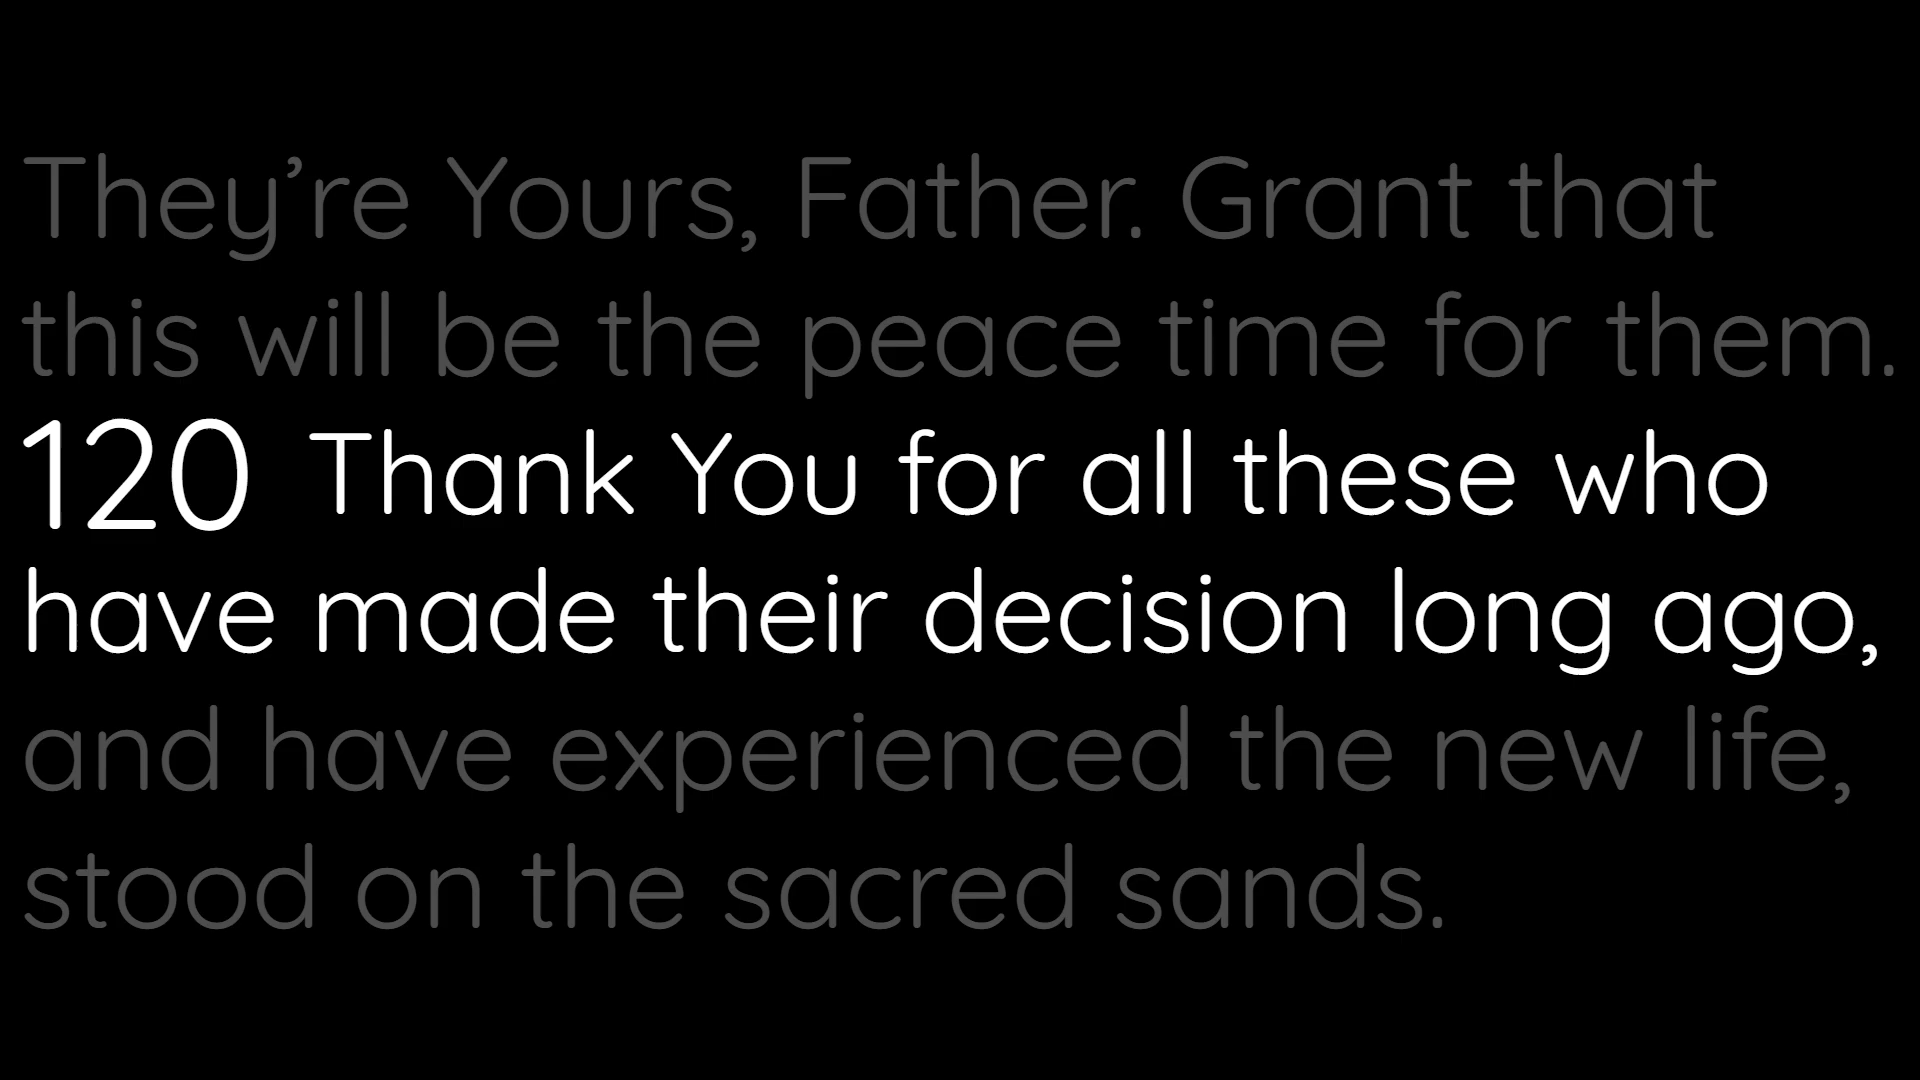 They’re Yours, Father. Grant that
this will be the peace time for them.
120 Thank You for all these who
have made their decision long ago,
and have experienced the new life,
stood on the sacred sands.